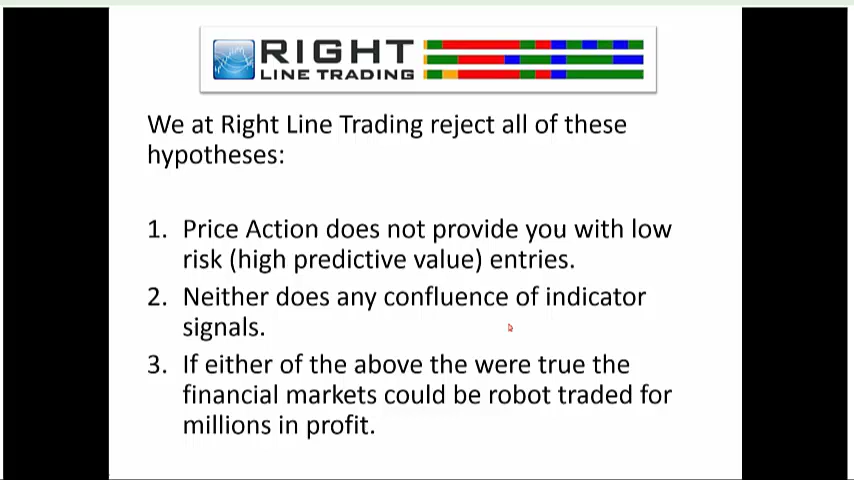 RIGHT
LINE TRADING
We at Right Line Trading reject all of these
hypotheses:
1. Price Action does not provide you with low
risk (high predictive value) entries.
2. Neither does any confluence of indicator
signals.
3. If either of the above the were true the
financial markets could be robot traded for
millions in profit.